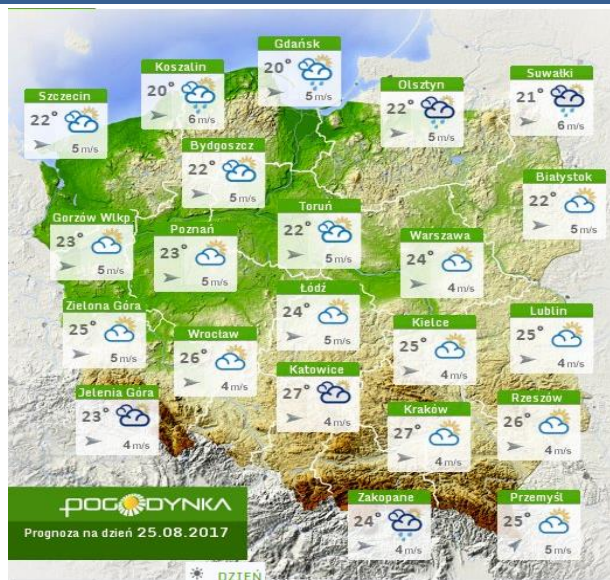 Gdańsk
20°
5 m/s
Koszalin
20°
6 m/s
Suwałki
21°
6 m/s
Olsztyn
22°
5 m/s
Szczecin
22°
5 m/s
Bydgoszcz
22°
5 m/s
Białystok
22°
5 m/s
Toruń
22°
5 m/s
Gorzów Wlkp
23°
5 m/s
Poznań
23°
5 m/s
Warszawa
24°
4 m/s
Łódź
24°
5 m/s
Zielona Góra
25°
5 m/s
Lublin
25°
4 m/s
Kielce
25°
4 m/s
Wrocław
26°
4 m/s
Katowice
27°
4 m/s
Jelenia Góra
23°
4 m/s
Rzeszów
26°
4 m/s
Kraków
27°
4 m/s
Zakopane
24°
4 m/s
Przemyśl
25°
5 m/s
POGODYNKA
Prognoza na dzień 25.08.2017
DZIEŃ